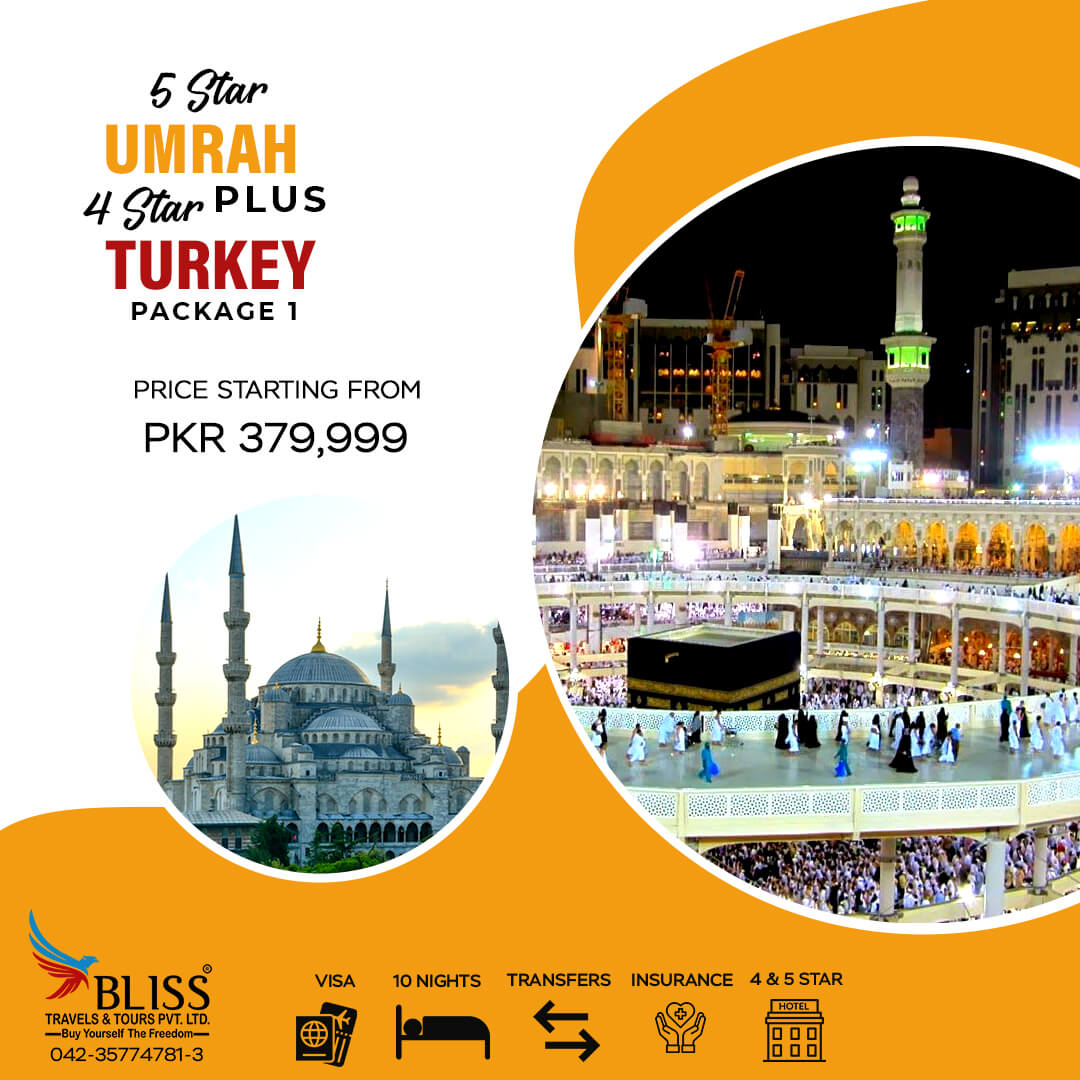 5 Star
UMRAH
4 Star PLUS
TURKEY
PACKAGE 1
PRICE STARTING FROM
PKR 379,999
BLISS®
TRAVELS & TOURS PVT. LTD.
Buy Yourself The Freedom
042-35774781-3
VISA
10 NIGHTS
TRANSFERS
INSURANCE
4 & 5 STAR
HOTEL